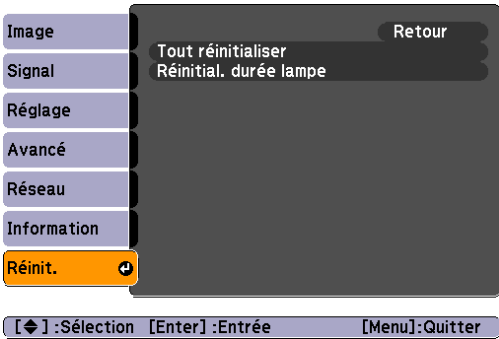 Image
Signal
Réglage
Avancé
Réseau
Information
Réinit.
Retour
Tout réinitialiser
Réinitial. durée lampe
[◆] :Sélection [Enter] :Entrée [Menu]:Quitter